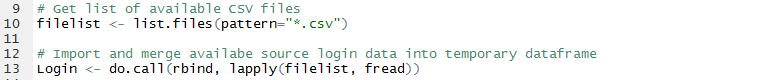 9 # Get list of available CSV files
10 filelist <- list.files(pattern="*.csv")
11
12 # Import and merge availabe source login data into temporary dataframe
13 Login <- do.call(rbind, lapply(filelist, fread))